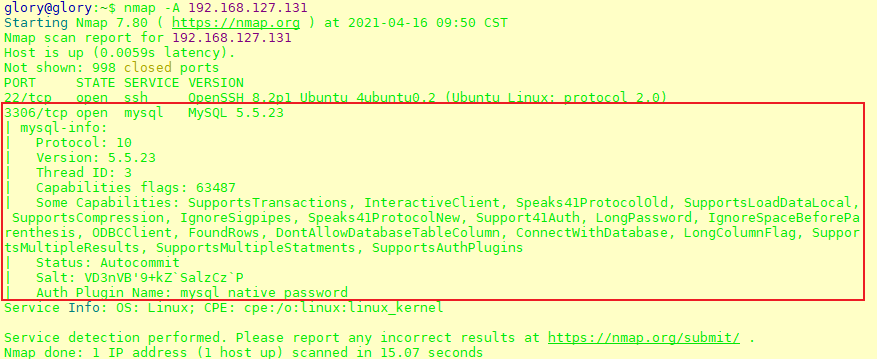 glory@glory:~$ nmap -A 192.168.127.131
Starting Nmap 7.80 ( https://nmap.org ) at 2021-04-16 09:50 CST
Nmap scan report for 192.168.127.131
Host is up (0.0059s latency).
Not shown: 998 closed ports
PORT     STATE SERVICE VERSION
22/tcp   open  ssh     OpenSSH 8.2p1 Ubuntu 4ubuntu0.2 (Ubuntu Linux; protocol 2.0)
3306/tcp open  mysql   MySQL 5.5.23
| mysql-info:
|   Protocol: 10
|   Version: 5.5.23
|   Thread ID: 3
|   Capabilities flags: 63487
|   Some Capabilities: SupportsTransactions, InteractiveClient, Speaks41ProtocolOld, SupportsLoadDataLocal,
 SupportsCompression, IgnoreSigpipes, Speaks41ProtocolNew, Support41Auth, LongPassword, IgnoreSpaceBeforePa
renthesis, ODBCClient, FoundRows, DontAllowDatabaseTableColumn, ConnectWithDatabase, LongColumnFlag, Suppor
tsMultipleResults, SupportsMultipleStatments, SupportsAuthPlugins
|   Status: Autocommit
|   Salt: VD3nVB'9+kZ`SalzCz`P
|   Auth Plugin Name: mysql_native_password
Service Info: OS: Linux; CPE: cpe:/o:linux:linux_kernel

Service detection performed. Please report any incorrect results at https://nmap.org/submit/ .
Nmap done: 1 IP address (1 host up) scanned in 15.07 seconds